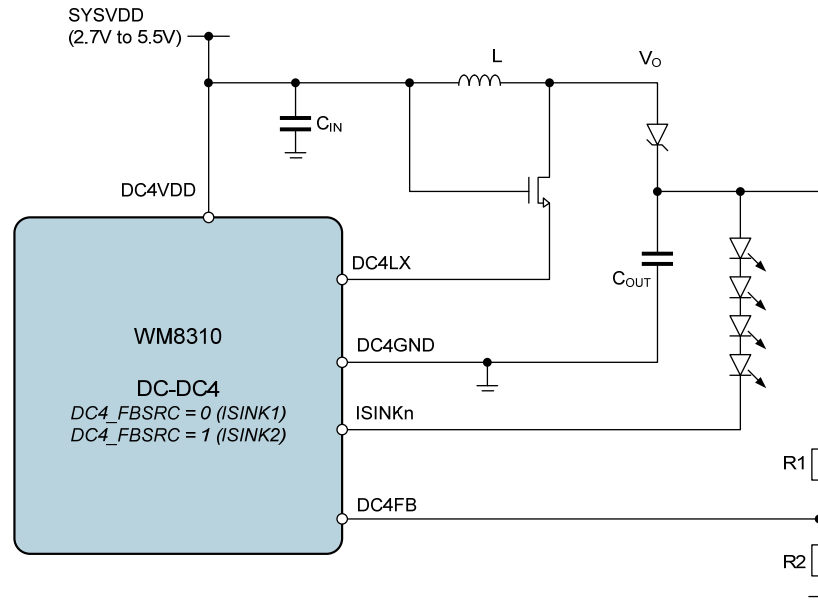 SYSVDD
(2.7V to 5.5V)
L
VO
CIN
DC4VDD
DC4LX
COUT
WM8310
DC4GND
DC-DC4
DC4_FBSRC = 0 (ISINK1)
ISINKn
DC4_FBSRC = 1 (ISINK2)
R1
DC4FB
R2